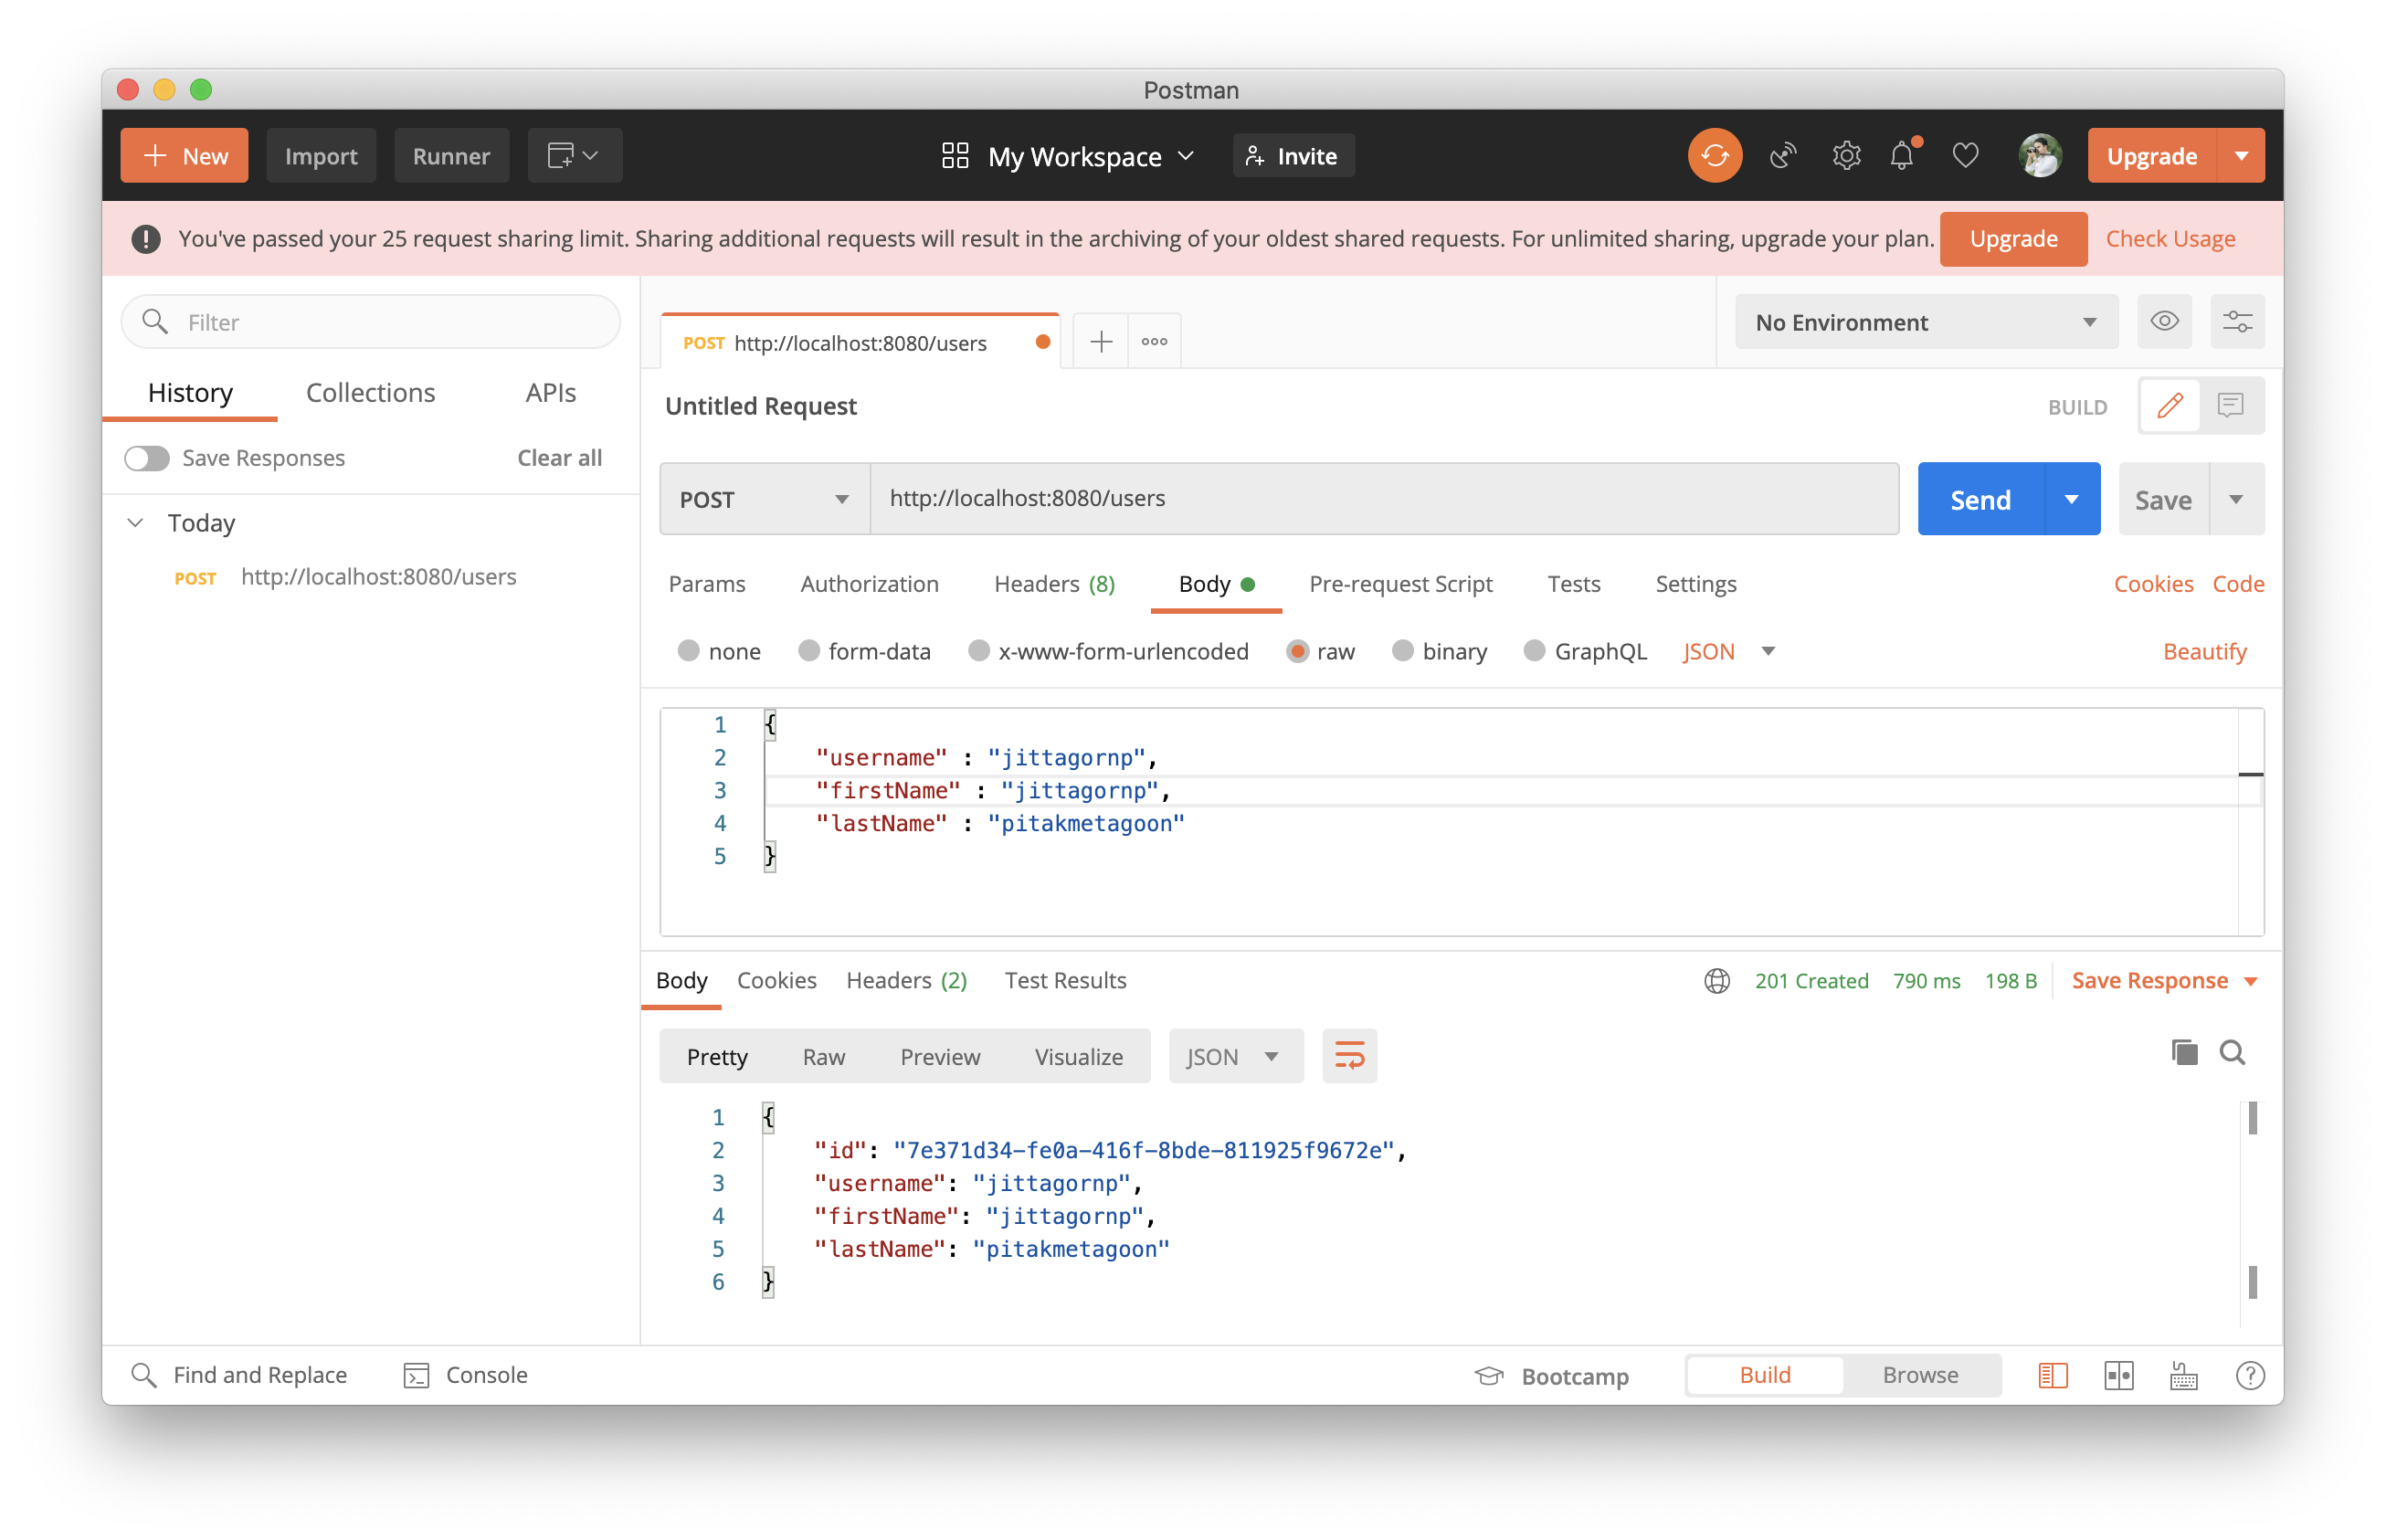 Postman
New Import Runner My Workspace Invite Upgrade
You've passed your 25 request sharing limit. Sharing additional requests will result in the archiving of your oldest shared requests. For unlimited sharing, upgrade your plan. Upgrade Check Usage
Filter
History Collections APIs
Save Responses Clear all
Today
POST http://localhost:8080/users
POST http://localhost:8080/users
No Environment
Untitled Request
BUILD
POST http://localhost:8080/users Send Save
Params Authorization Headers (8) Body Pre-request Script Tests Settings Cookies Code
none form-data x-www-form-urlencoded raw binary GraphQL JSON Beautify
1 {
2 "username" : "jittagornp",
3 "firstName" : "jittagornp",
4 "lastName" : "pitakmetagoon"
5 }
Body Cookies Headers (2) Test Results 201 Created 790 ms 198 B Save Response
Pretty Raw Preview Visualize JSON
1 {
2 "id": "7e371d34-fe0a-416f-8bde-811925f9672e",
3 "username": "jittagornp",
4 "firstName": "jittagornp",
5 "lastName": "pitakmetagoon"
6 }
Find and Replace Console Bootcamp Build Browse